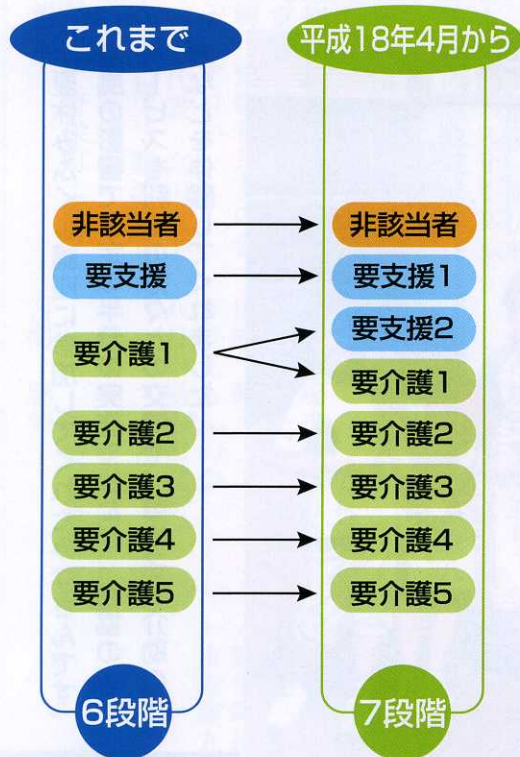 これまで
平成18年4月から
非該当者
非該当者
要支援
要支援1
要支援2
要介護1
要介護1
要介護2
要介護2
要介護3
要介護3
要介護4
要介護4
要介護5
要介護5
6段階
7段階